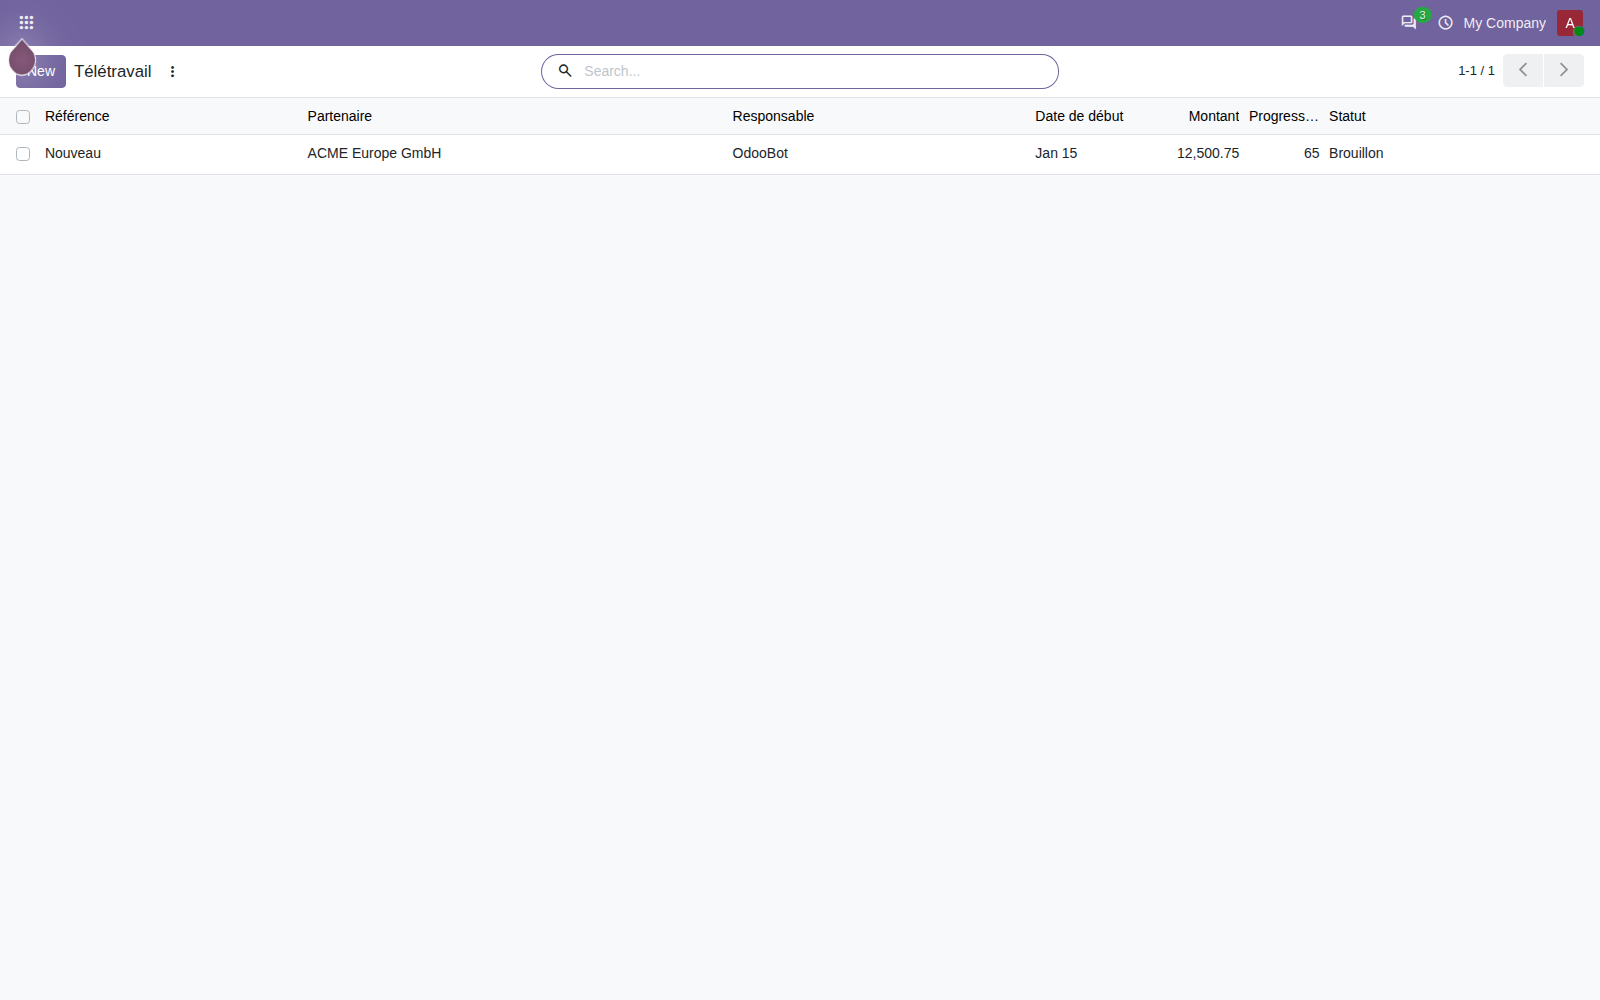 3
My Company
A
New
Télétravail
Search...
1-1 / 1
Référence Partenaire Responsable Date de début Montant Progress... Statut
Nouveau ACME Europe GmbH OdooBot Jan 15 12,500.75 65 Brouillon